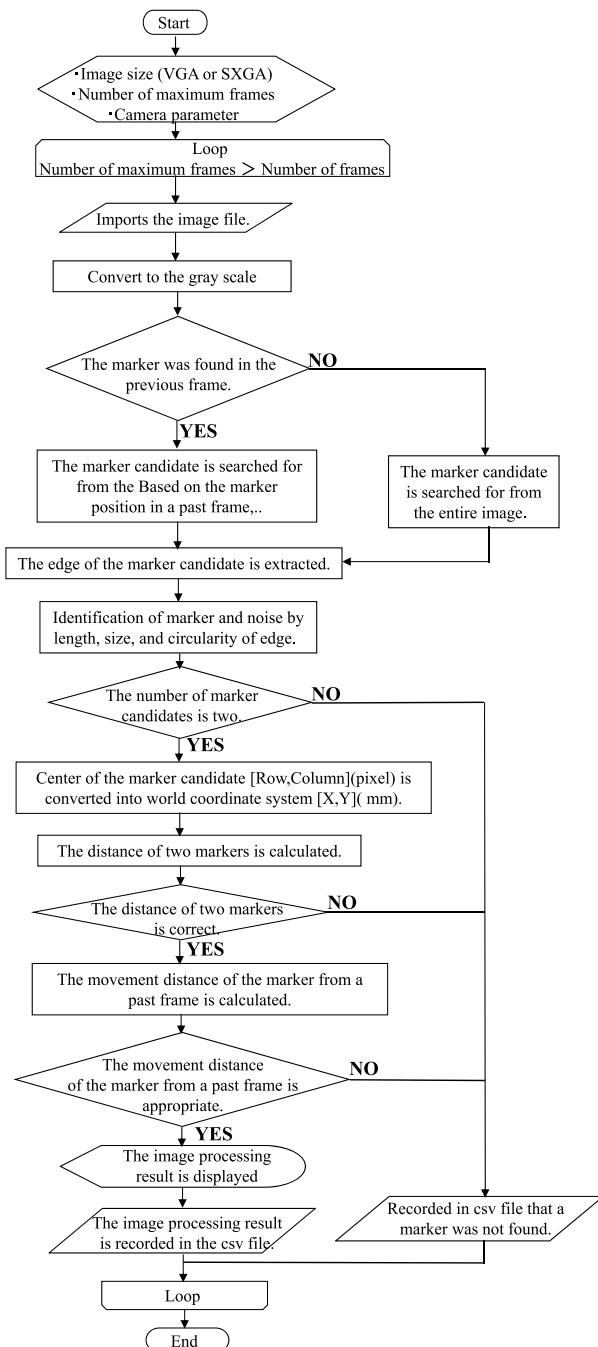 Start
・Image size (VGA or SXGA)
・Number of maximum frames
・Camera parameter
Loop
Number of maximum frames ＞ Number of frames
Imports the image file.
Convert to the gray scale
The marker was found in the
previous frame.
NO
YES
The marker candidate is searched for
from the Based on the marker
position in a past frame,..
The marker candidate
is searched for from
the entire image.
The edge of the marker candidate is extracted.
Identification of marker and noise by
length, size, and circularity of edge.
The number of marker
candidates is two.
NO
YES
Center of the marker candidate [Row,Column](pixel) is
converted into world coordinate system [X,Y]( mm).
The distance of two markers is calculated.
The distance of two markers
is correct.
NO
YES
The movement distance of the marker from a
past frame is calculated.
The movement distance
of the marker from a past frame is
appropriate.
NO
YES
The image processing
result is displayed
The image processing result
is recorded in the csv file.
Recorded in csv file that a
marker was not found.
Loop
End